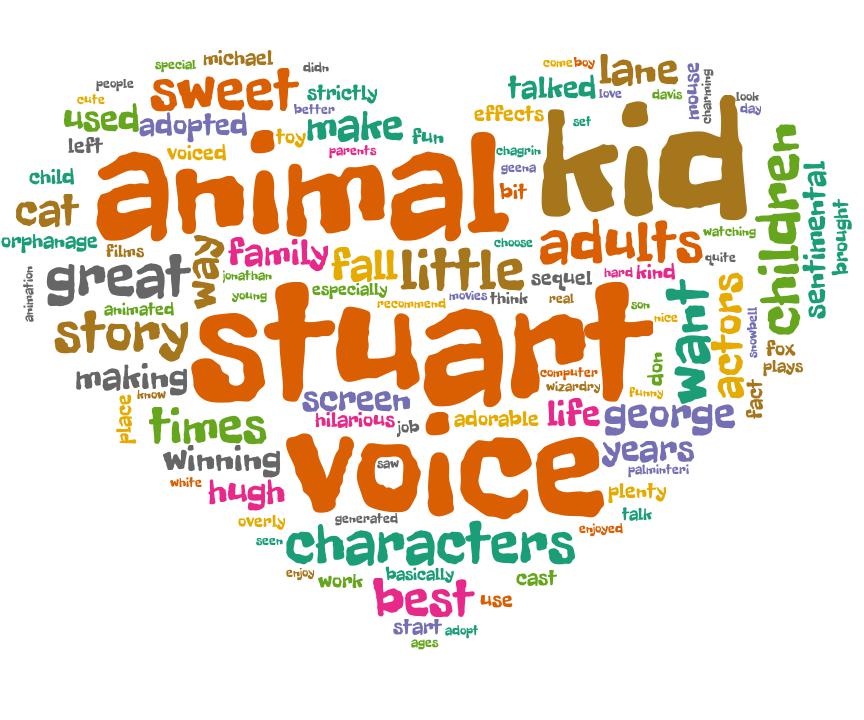 special michael didn
people sweet strictly
cute better
used adopted toy make fun
left voiced parents
come boy lane mouse charming
talked love davis look
effects set day
animal kid
chagrin
geena
bit
child
cat
orphanage films
adults watching
children sentimental brought
choose quite
animation great new family fall little sequel hard kind
jonathan
young especially recommend movies think real son
animated
story stuart nice want actors snowbell
computer
wizardry funny don fox
plays
making know
place times screen hilarious job adorable life george fact
winning voice years
saw palminteri
white hugh plenty
overly generated talk
seen characters enjoyed
enjoy work basically cast
best use
start adopt
ages